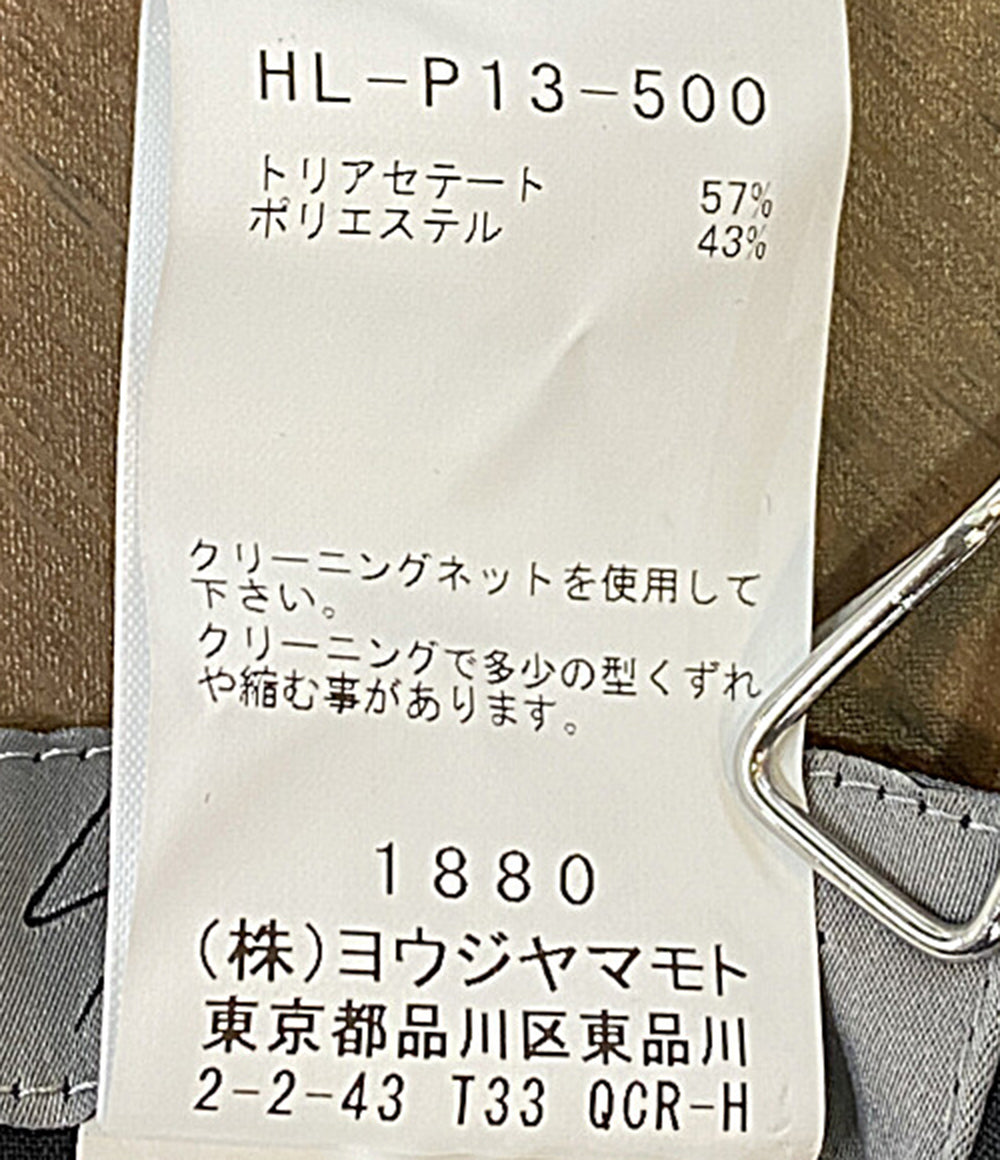 HL-P13-500
トリアセテート 57%
ポリエステル 43%
クリーニングネットを使用して
下さい。
クリーニングで多少の型くずれ
や縮む事があります。
1880
(株)ヨウジヤマモト
東京都品川区東品川
2-2-43 T33 QCR-H